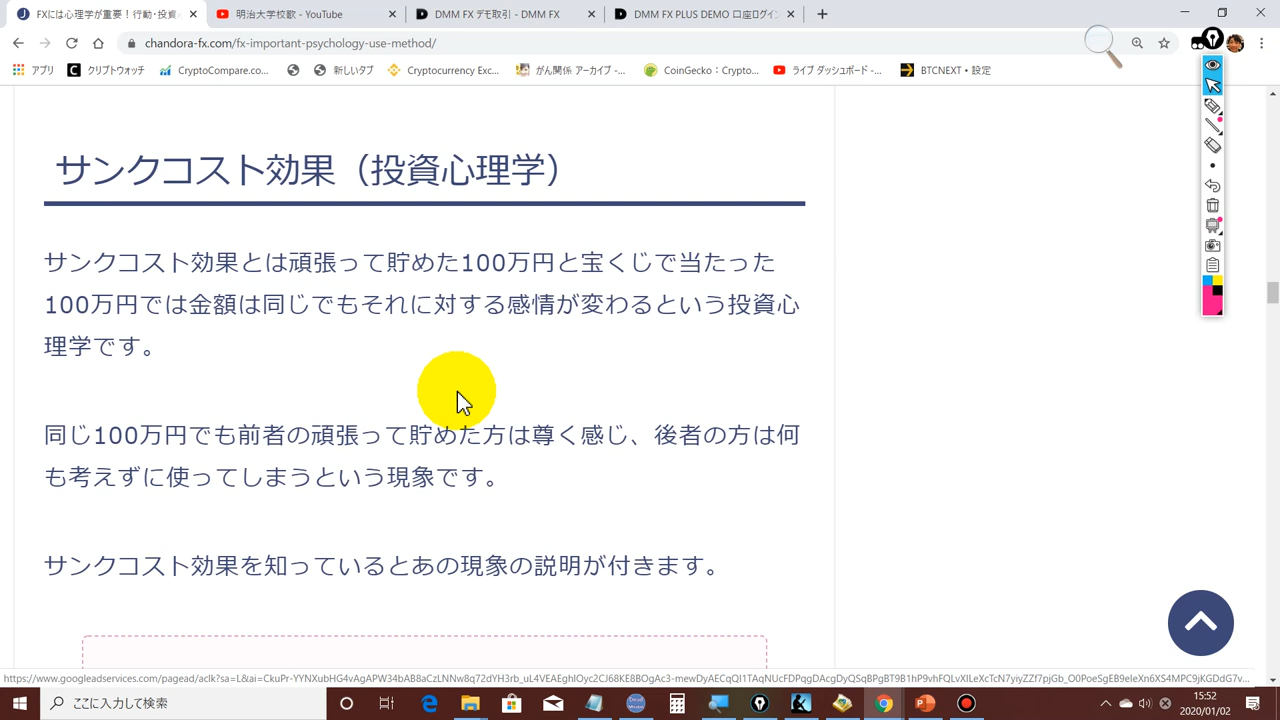 FXには心理学が重要！行動・投資心
明治大学校歌 - YouTube
DMM FX デモ取引 - DMM FX
DMM FX PLUS DEMO 口座ログイン
chandora-fx.com/fx-important-psychology-use-method/
アプリ
クリプトウォッチ
CryptoCompare.co...
新しいタブ
Cryptocurrency Exc...
がん関係 アーカイブ -...
CoinGecko：Cryptо...
ライブ ダッシュボード -...
BTCNEXT • 設定
サンクコスト効果（投資心理学）
サンクコスト効果とは頑張って貯めた100万円と宝くじで当たった
100万円では金額は同じでもそれに対する感情が変わるという投資心
理学です。
同じ100万円でも前者の頑張って貯めた方は尊く感じ、後者の方は何
も考えずに使ってしまうという現象です。
サンクコスト効果を知っているとあの現象の説明が付きます。
ここに入力して検索
15:52
2020/01/02